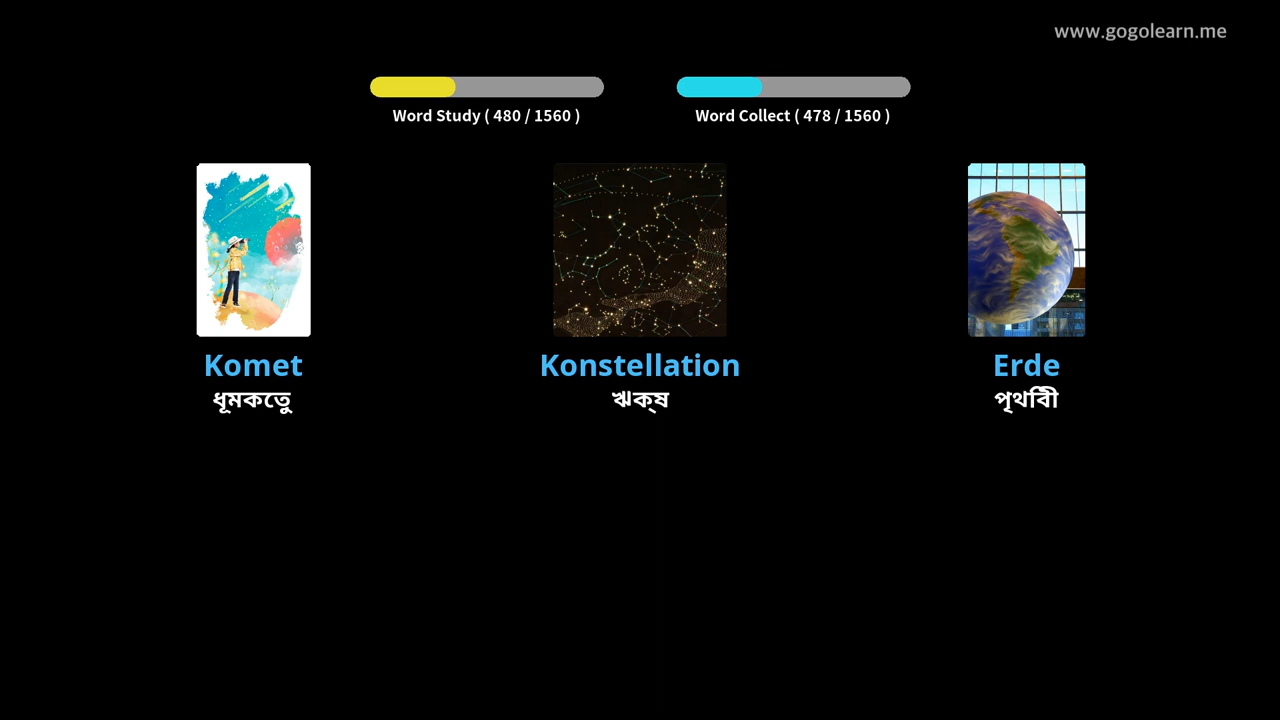 www.gogolearn.me
Word Study ( 480 / 1560 )
Word Collect ( 478 / 1560 )
Komet
Konstellation
Erde
ধূমকেতু
ঋক্ষ
পৃথিবী